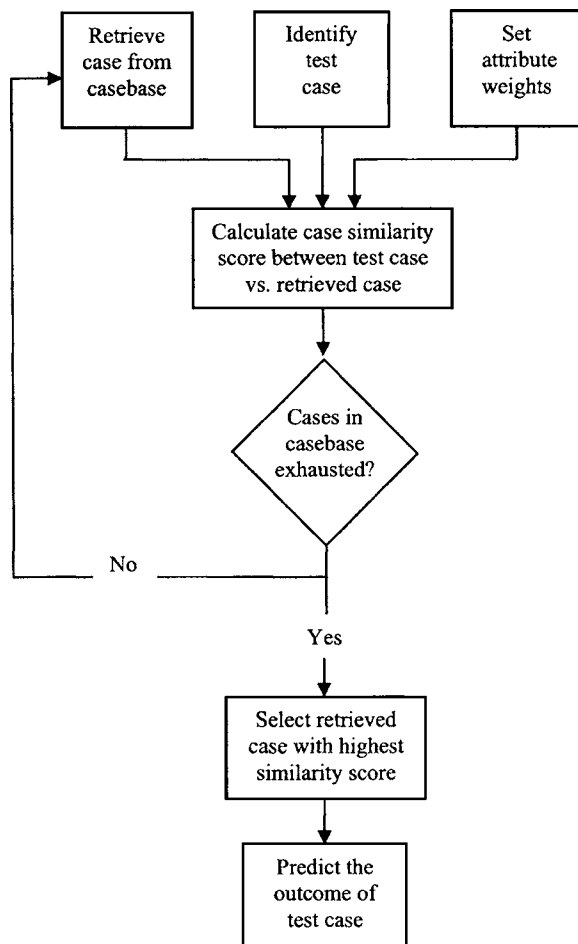 Retrieve
case from
casebase
Identify
test
case
Set
attribute
weights
Calculate case similarity
score between test case
vs. retrieved case
Cases in
casebase
exhausted?
No
Yes
Select retrieved
case with highest
similarity score
Predict the
outcome of
test case